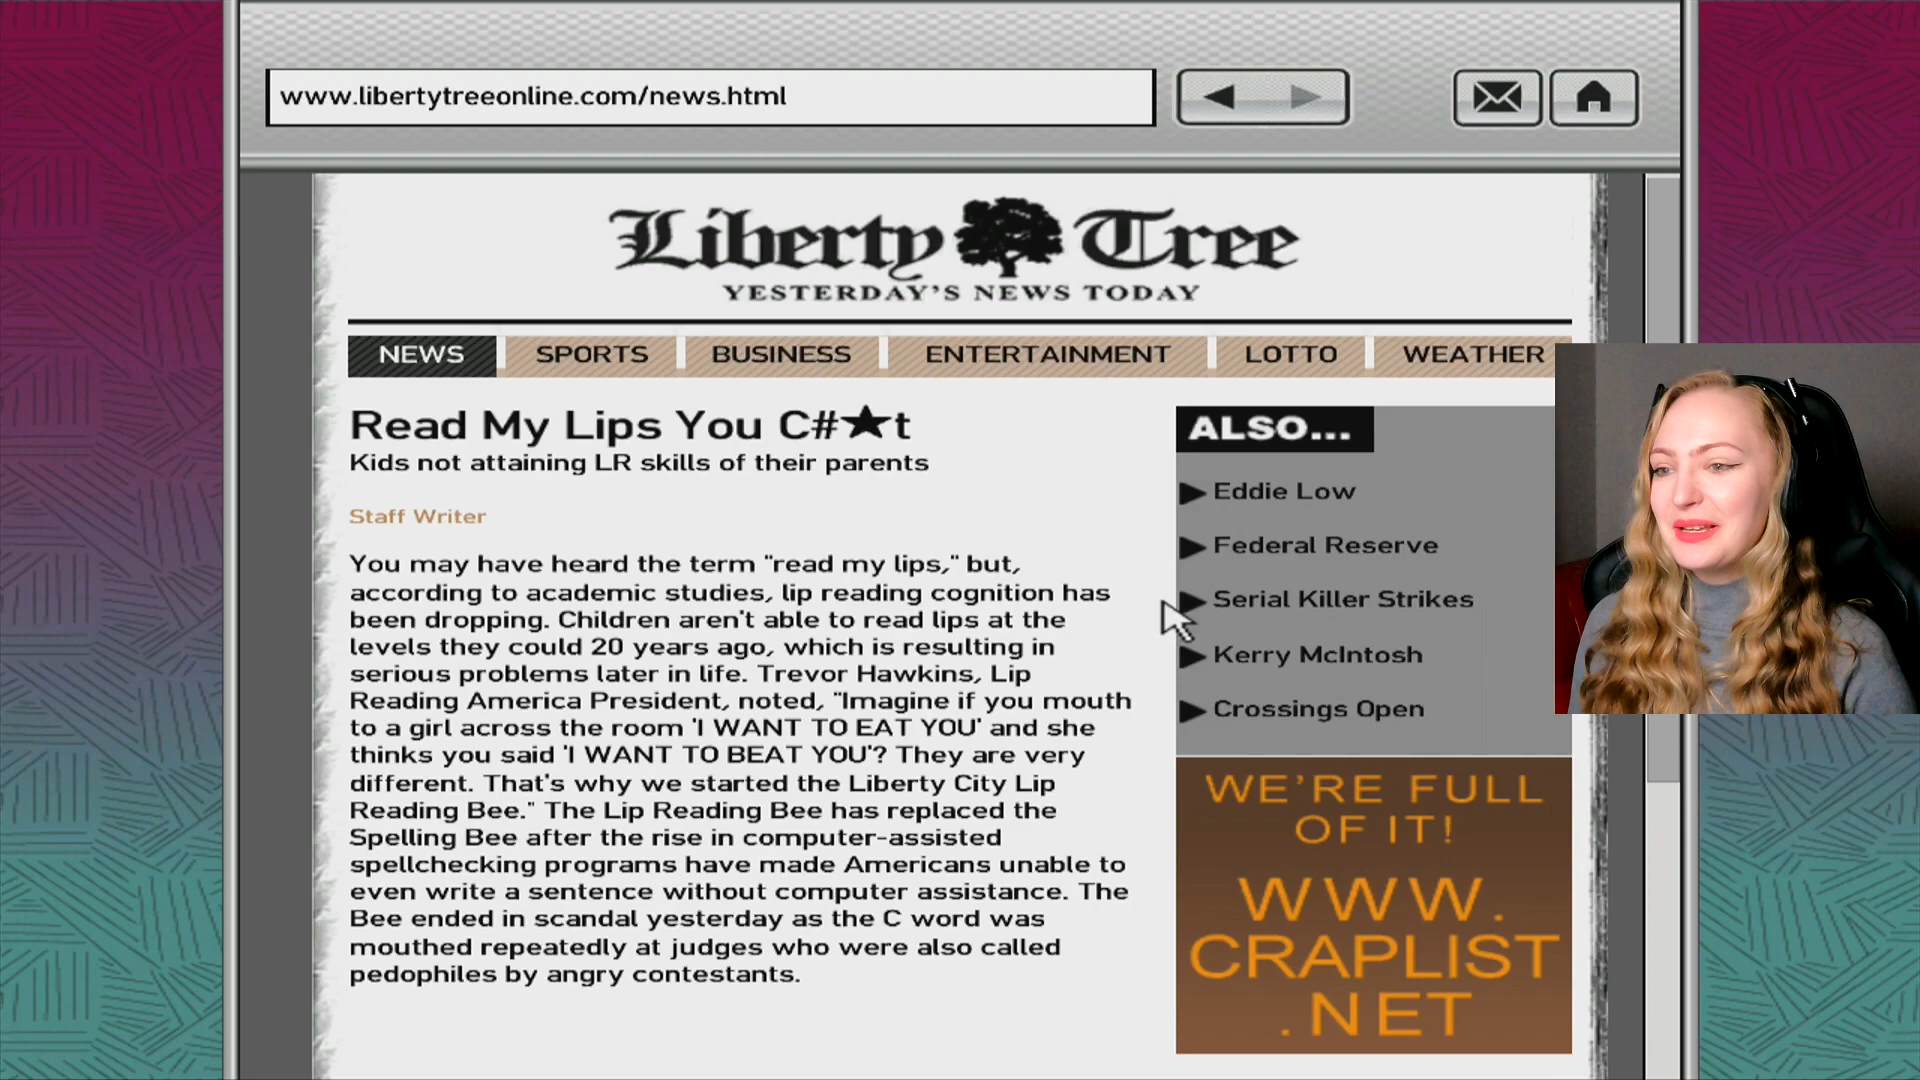 www.libertytreeonline.com/news.html
Liberty Tree
YESTERDAY'S NEWS TODAY
NEWS SPORTS BUSINESS ENTERTAINMENT LOTTO WEATHER
Read My Lips You C#★t
Kids not attaining LR skills of their parents
Staff Writer
You may have heard the term "read my lips," but,
according to academic studies, lip reading cognition has
been dropping. Children aren't able to read lips at the
levels they could 20 years ago, which is resulting in
serious problems later in life. Trevor Hawkins, Lip
Reading America President, noted, "Imagine if you mouth
to a girl across the room 'I WANT TO EAT YOU' and she
thinks you said 'I WANT TO BEAT YOU'? They are very
different. That's why we started the Liberty City Lip
Reading Bee." The Lip Reading Bee has replaced the
Spelling Bee after the rise in computer-assisted
spellchecking programs have made Americans unable to
even write a sentence without computer assistance. The
Bee ended in scandal yesterday as the C word was
mouthed repeatedly at judges who were also called
pedophiles by angry contestants.
ALSO...
Eddie Low
Federal Reserve
Serial Killer Strikes
Kerry McIntosh
Crossings Open
WE'RE FULL
OF IT!
WWW.
CRAPLIST
.NET